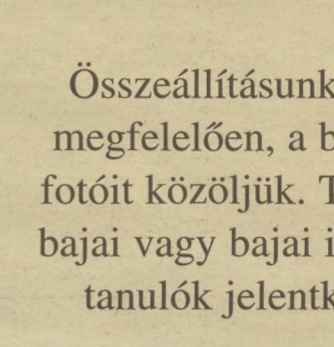 Összeállításunk
megfelelően, a b
fotóit közöljük. T
bajai vagy bajai i
tanulók jelentk